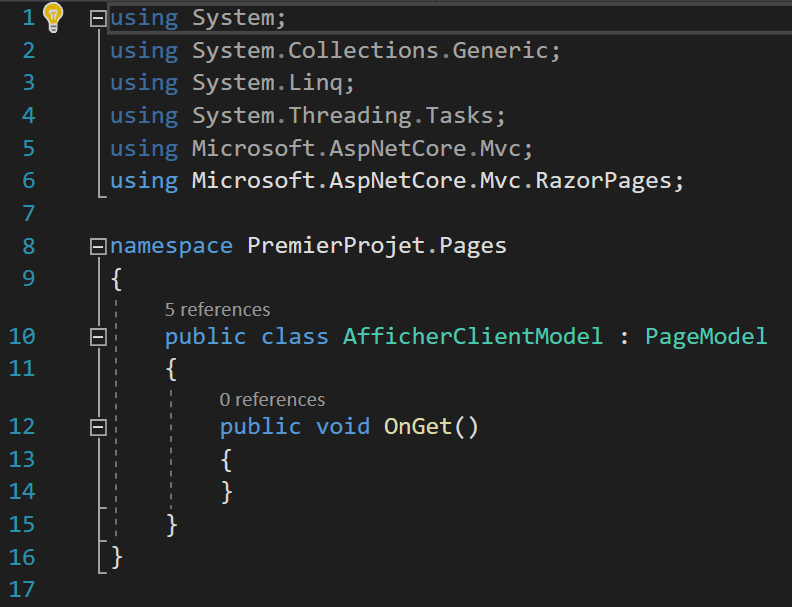 1 using System;
2 using System.Collections.Generic;
3 using System.Linq;
4 using System.Threading.Tasks;
5 using Microsoft.AspNetCore.Mvc;
6 using Microsoft.AspNetCore.Mvc.RazorPages;
7
8 namespace PremierProjet.Pages
9 {
5 references
10 public class AfficherClientModel : PageModel
11 {
0 references
12 public void OnGet()
13 {
14 }
15 }
16 }
17